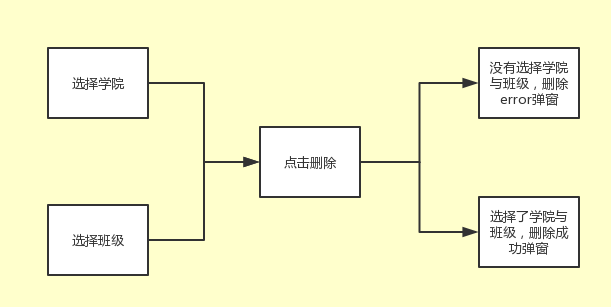 选择学院
选择班级
点击删除
没有选择学院
与班级，删除
error弹窗
选择了学院与
班级，删除成
功弹窗